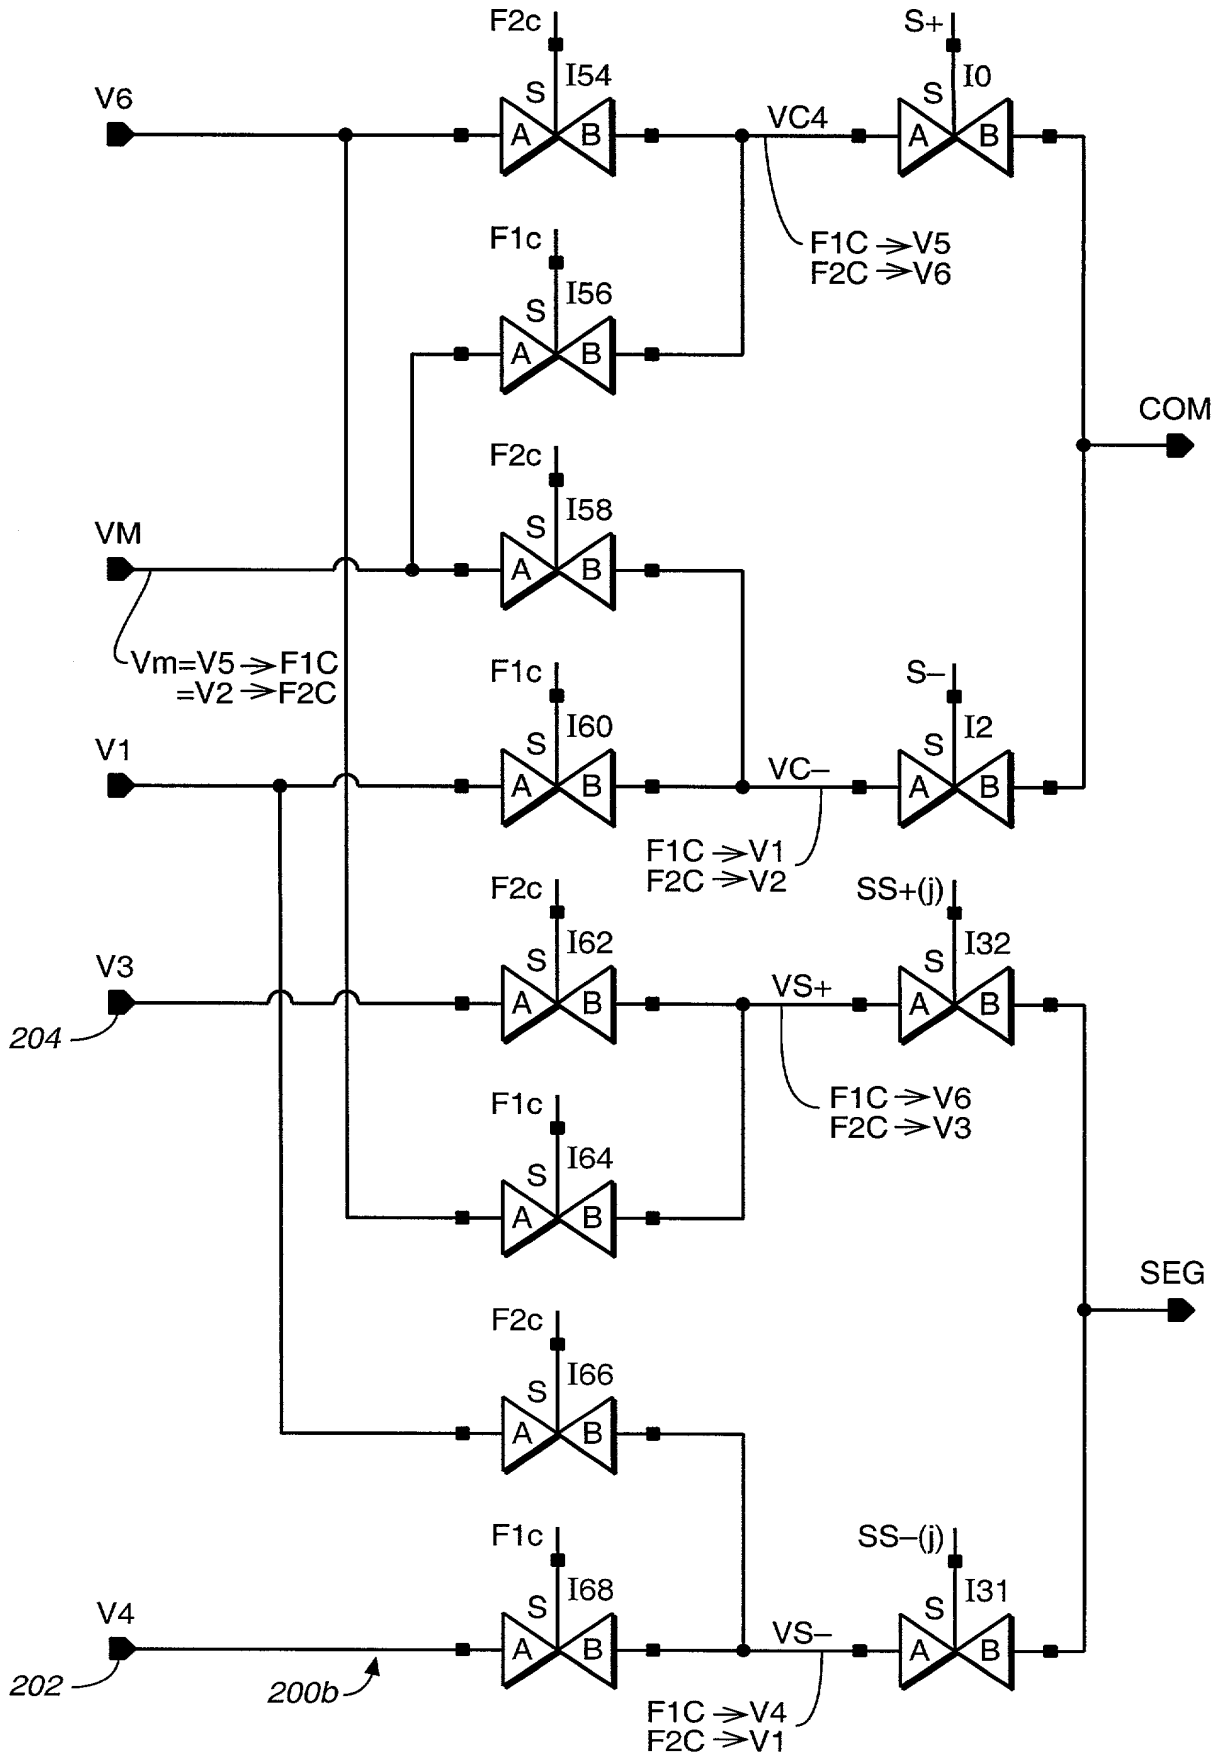 F2c
S+
V6
I54
I0
S
S
A
B
VC4
A
B
F1c
F1C → V5
F2C → V6
I56
S
A
B
COM
F2c
I58
VM
S
A
B
Vm=V5 → F1C
=V2 → F2C
F1c
S–
V1
I60
I2
S
VC–
S
A
B
A
B
F1C → V1
F2C → V2
F2c
SS+(j)
V3
I62
I32
S
VS+
S
A
B
A
B
204
F1c
F1C → V6
F2C → V3
I64
S
A
B
SEG
F2c
I66
S
A
B
F1c
SS–(j)
V4
I68
I31
S
VS–
S
A
B
A
B
202
200b
F1C → V4
F2C → V1